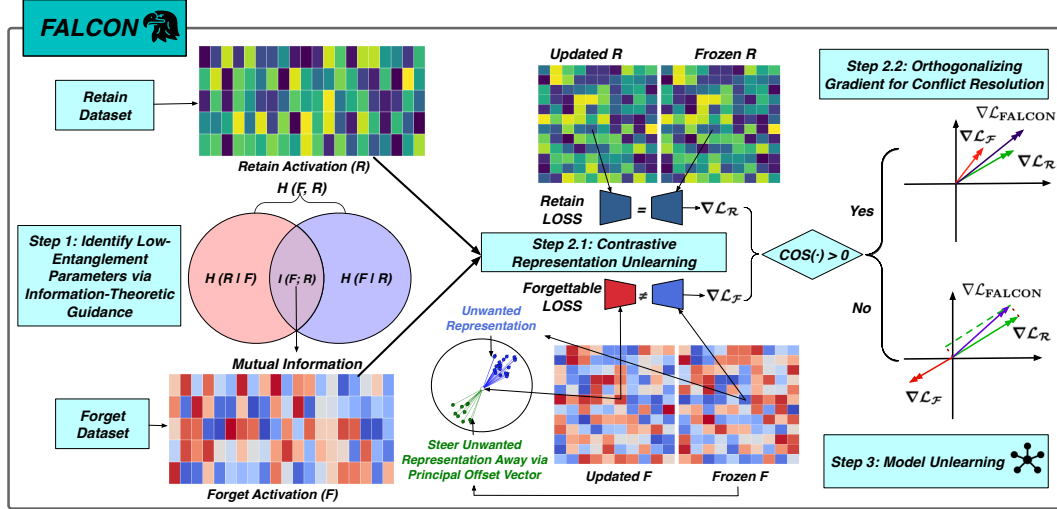 FALCON
Retain
Dataset
Retain Activation (R)
H (F, R)
H (R | F)
I (F; R)
H (F | R)
Mutual Information
Step 1: Identify Low-
Entanglement
Parameters via
Information-Theoretic
Guidance
Forget
Dataset
Forget Activation (F)
Updated R
Frozen R
Retain
LOSS
=
∇ℒ_ℛ
Step 2.1: Contrastive
Representation Unlearning
Forgettable
LOSS
≠
∇ℒ_ℱ
Unwanted
Representation
Steer Unwanted
Representation Away via
Principal Offset Vector
Updated F
Frozen F
COS(·) > 0
Yes
No
Step 2.2: Orthogonalizing
Gradient for Conflict Resolution
∇ℒ_FALCON
∇ℒ_ℱ
∇ℒ_ℛ
∇ℒ_FALCON
∇ℒ_ℛ
∇ℒ_ℱ
Step 3: Model Unlearning